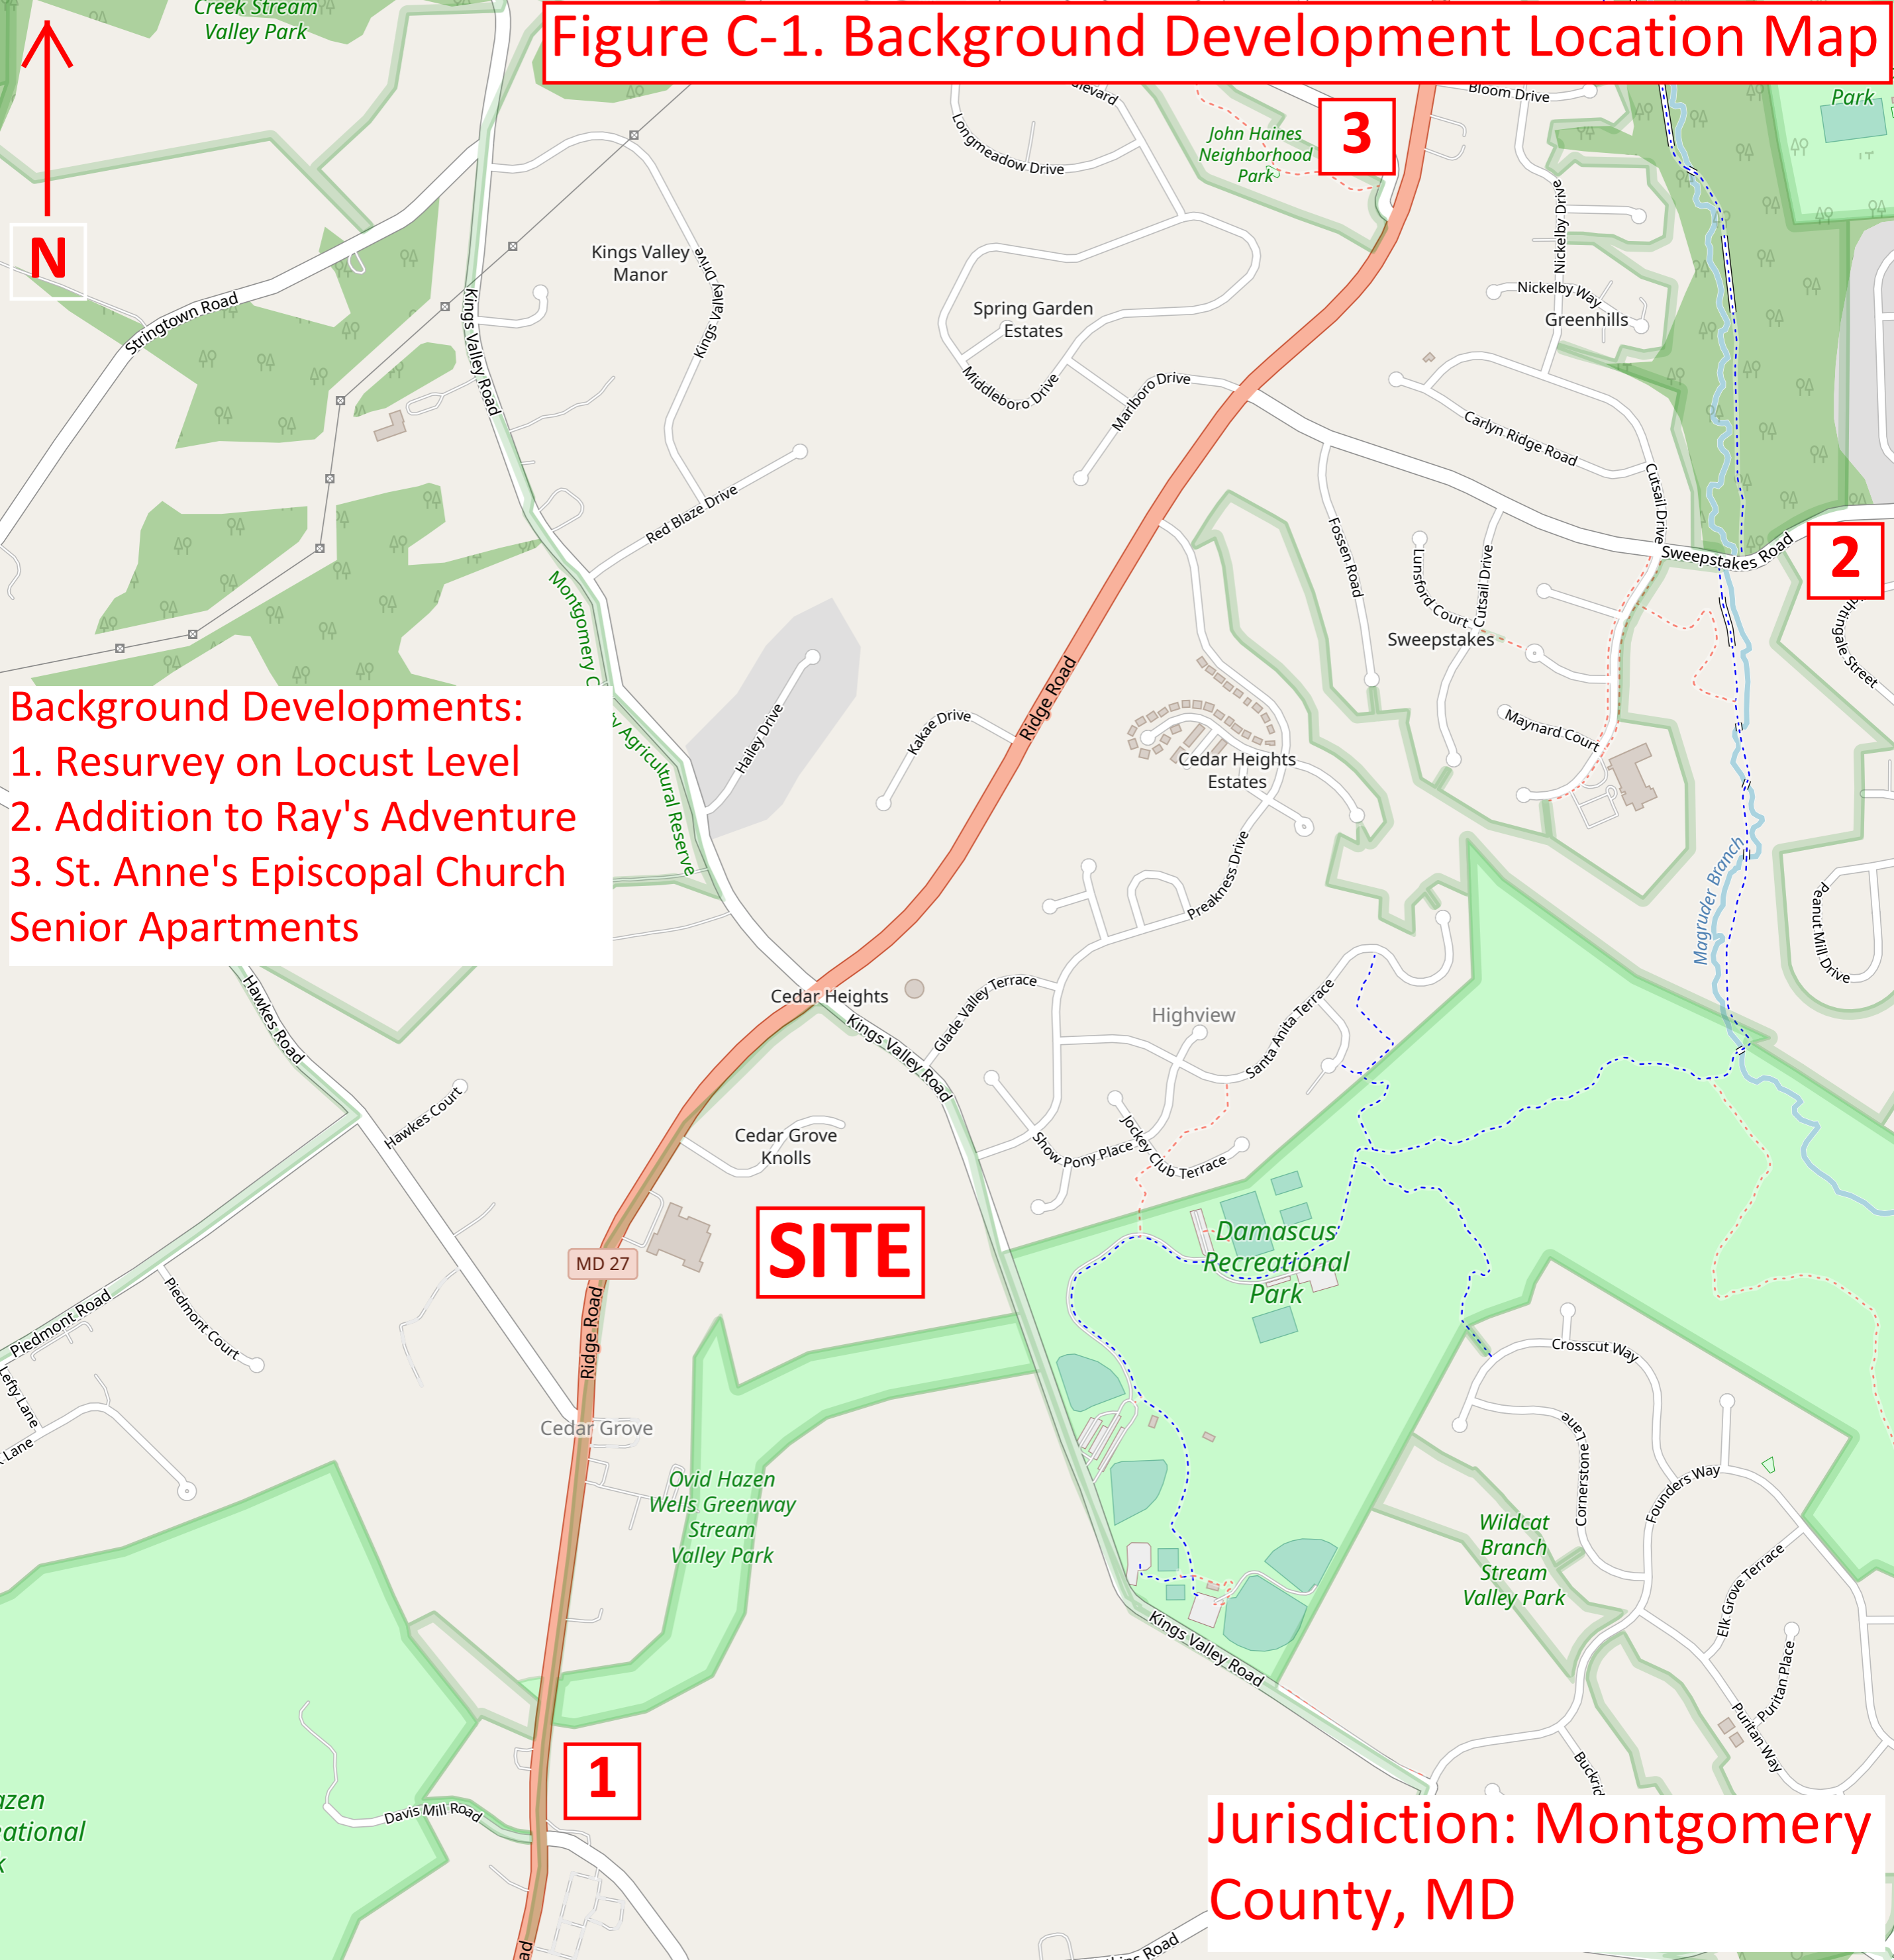 Creek Stream
Valley Park
Figure C-1. Background Development Location Map
N
3
Park
Bloom Drive
Longmeadow Drive
John Haines
Neighborhood
Park
Nickelby Drive
Nickelby Way
Greenhills
Kings Valley
Manor
Kings Valley Drive
Stringtown Road
Kings Valley Road
Spring Garden
Estates
Middleboro Drive
Marlboro Drive
Carlyn Ridge Road
Cutsail Drive
Red Blaze Drive
Fossen Road
Lunsford Court
Cutsail Drive
Sweepstakes Road
2
Sweepstakes
Maynard Court
Ridge Road
Kakae Drive
Hailey Drive
Cedar Heights
Estates
Preakness Drive
Magruder Branch
Peanut Mill Drive
Agricultural Reserve
Background Developments:
1. Resurvey on Locust Level
2. Addition to Ray's Adventure
3. St. Anne's Episcopal Church
Senior Apartments
Hawkes Road
Cedar Heights
Kings Valley Road
Glade Valley Terrace
Highview
Santa Anita Terrace
Hawkes Court
Cedar Grove
Knolls
Show Pony Place
Jockey Club Terrace
SITE
MD 27
Damascus
Recreational
Park
Piedmont Road
Piedmont Court
Ridge Road
Lefty Lane
Lane
Crosscut Way
Cornerstone Lane
Founders Way
Cedar Grove
Ovid Hazen
Wells Greenway
Stream
Valley Park
Wildcat
Branch
Stream
Valley Park
Elk Grove Terrace
Puritan Place
Puritan Way
Kings Valley Road
1
Davis Mill Road
Jurisdiction: Montgomery
County, MD
Road